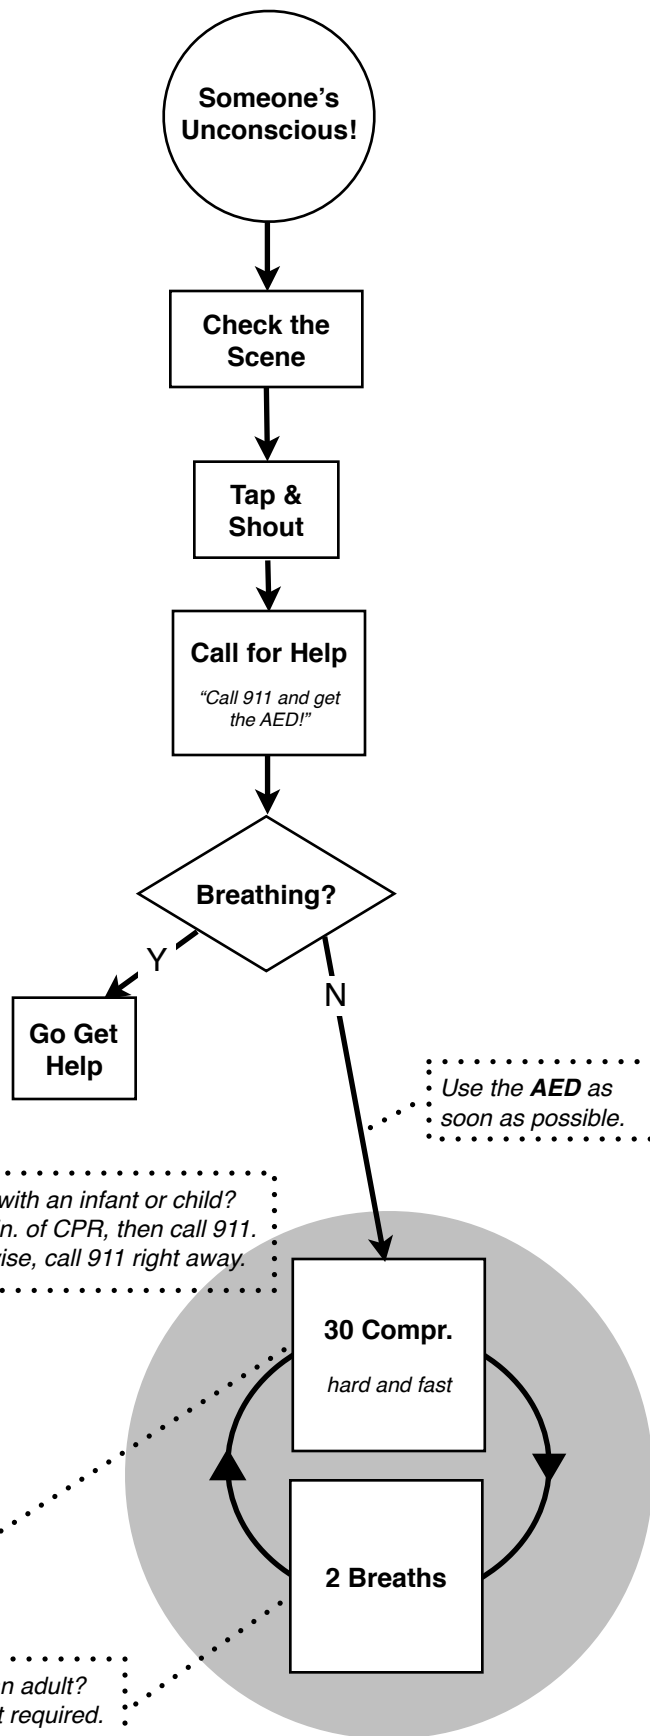 Someone's
Unconscious!
Check the
Scene
Tap &
Shout
Call for Help
“Call 911 and get
the AED!”
Breathing?
Y
N
Go Get
Help
Use the AED as
soon as possible.
with an infant or child?
of CPR, then call 911.
call 911 right away.
30 Compr.
hard and fast
2 Breaths
adult?
required.